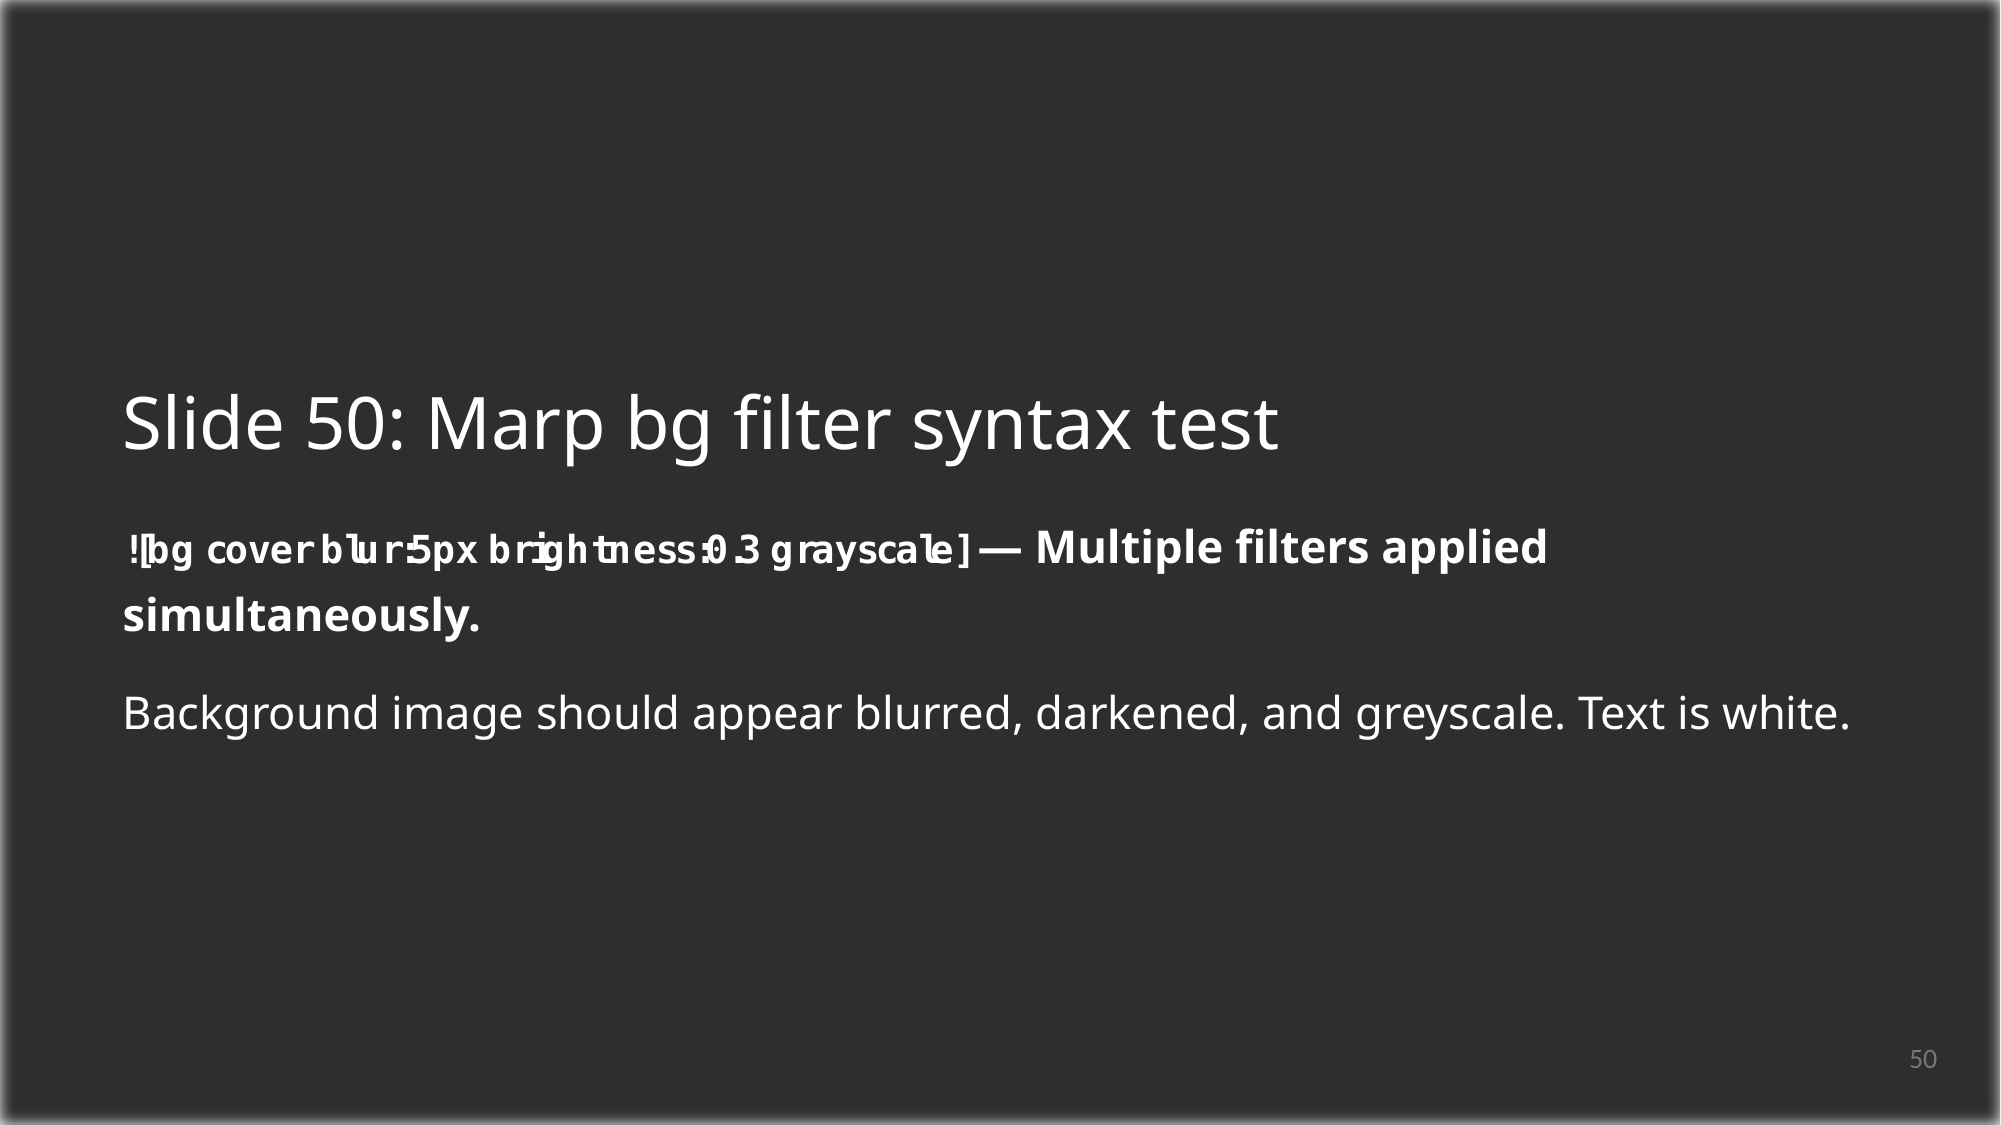 Slide 50: Marp bg filter syntax test
![bg cover blur:5px brightness:0.3 grayscale] — Multiple filters applied
simultaneously.
Background image should appear blurred, darkened, and greyscale. Text is white.
50